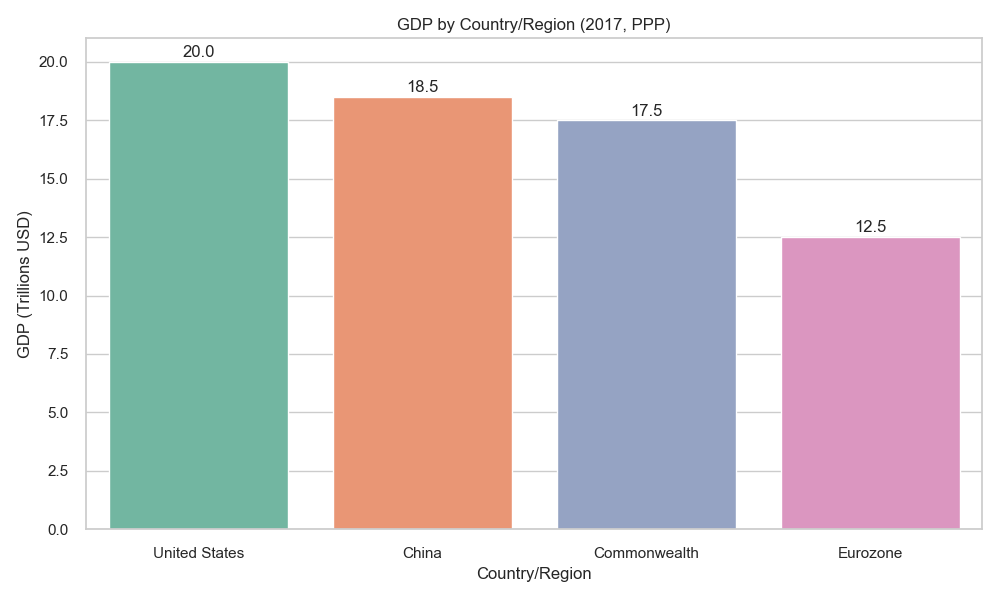 GDP by Country/Region (2017, PPP)
GDP (Trillions USD)
20.0
17.5
15.0
12.5
10.0
7.5
5.0
2.5
0.0
20.0
18.5
17.5
12.5
United States
China
Commonwealth
Eurozone
Country/Region